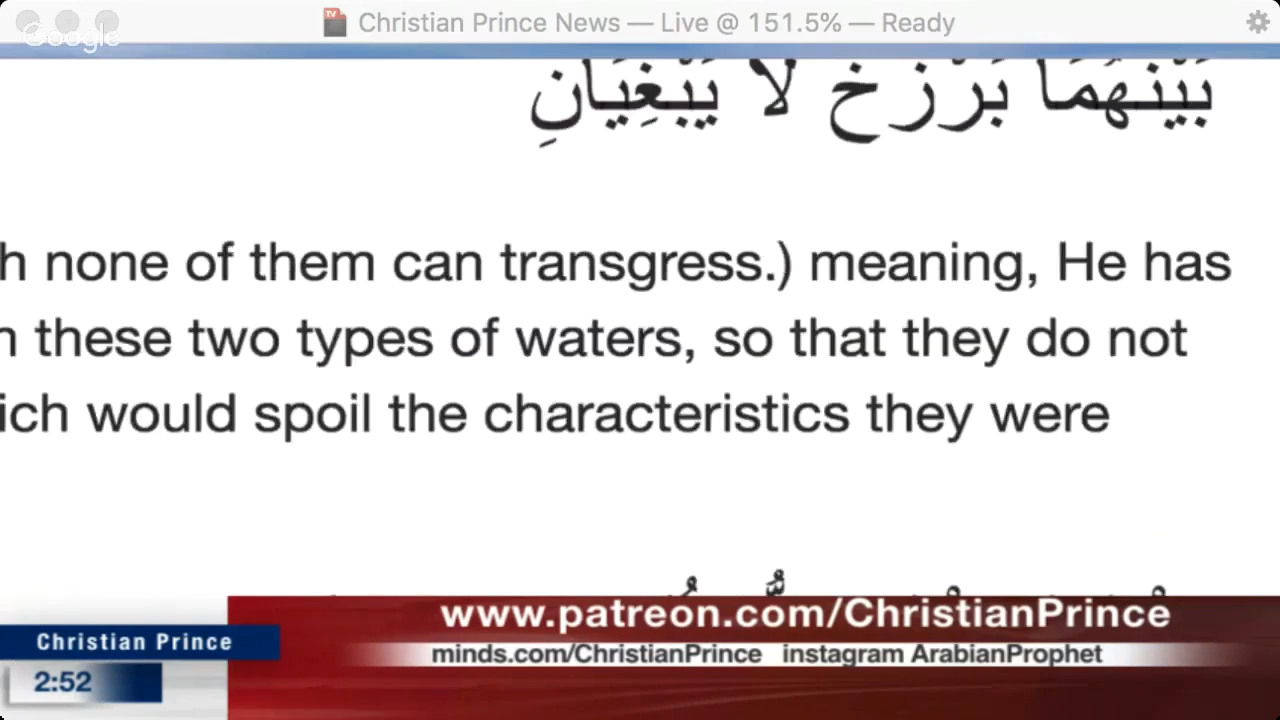 Christian Prince News — Live @ 151.5% — Ready
Google
بَيْنَهُمَا بَرْزَخٌ لَا يَبْغِيَانِ
h none of them can transgress.) meaning, He has
these two types of waters, so that they do not
ich would spoil the characteristics they were
www.patreon.com/ChristianPrince
Christian Prince
minds.com/ChristianPrince instagram ArabianProphet
2:52